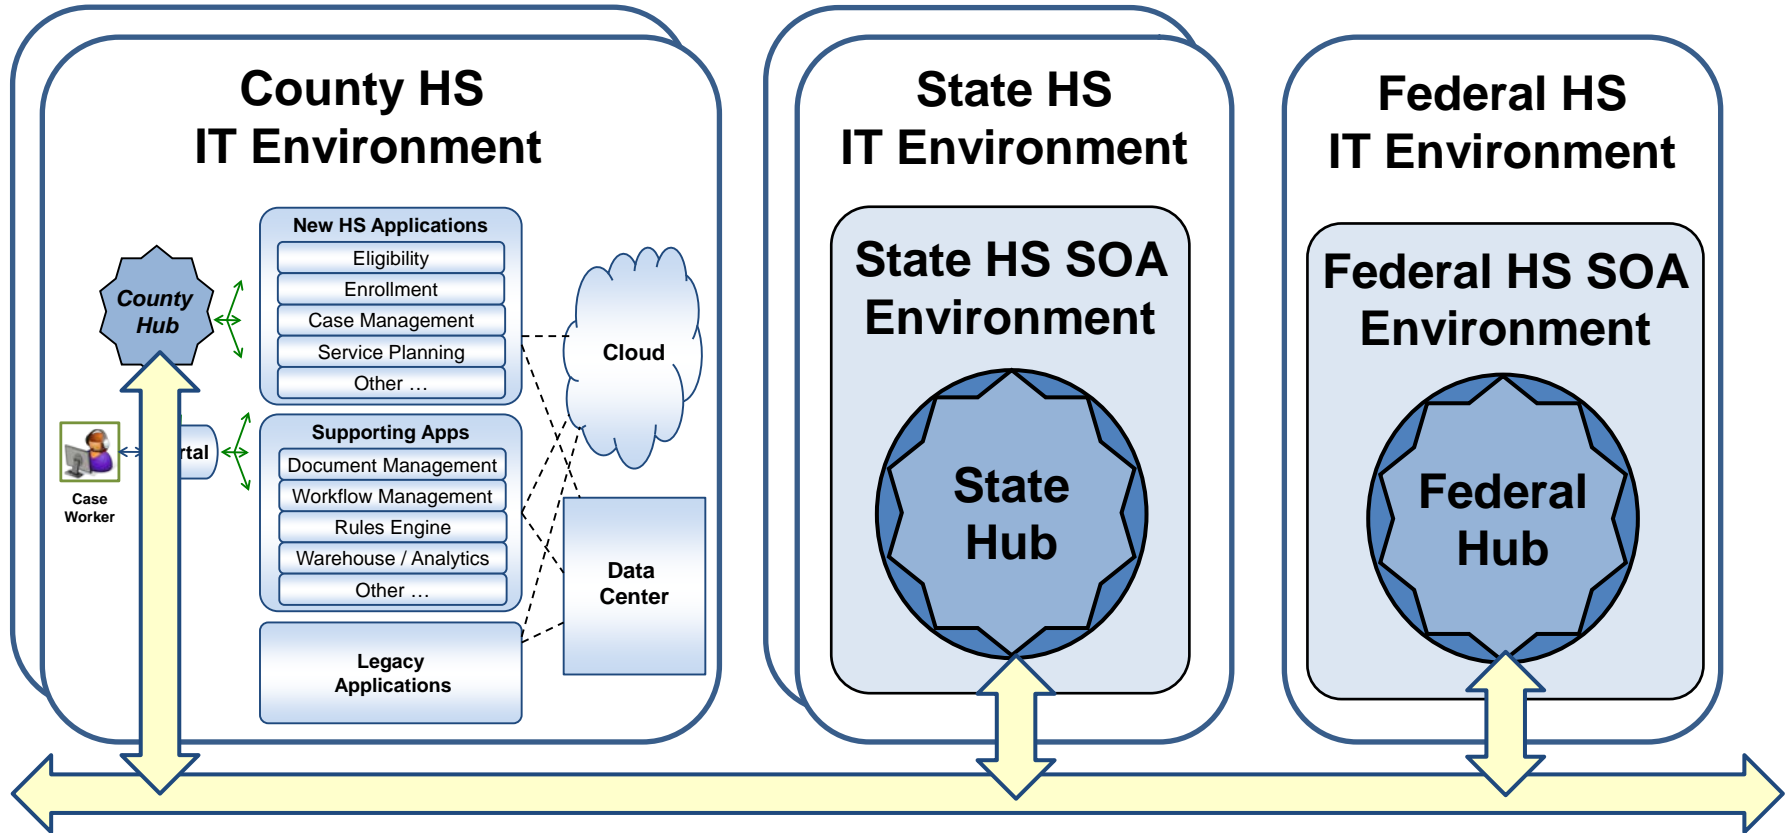 County HS
IT Environment
New HS Applications
Eligibility
Enrollment
Case Management
Service Planning
Other …
County
Hub
Cloud
Supporting Apps
Document Management
Workflow Management
Rules Engine
Warehouse / Analytics
Other …
rtal
Case
Worker
Data
Center
Legacy
Applications
State HS
IT Environment
State HS SOA
Environment
State
Hub
Federal HS
IT Environment
Federal HS SOA
Environment
Federal
Hub